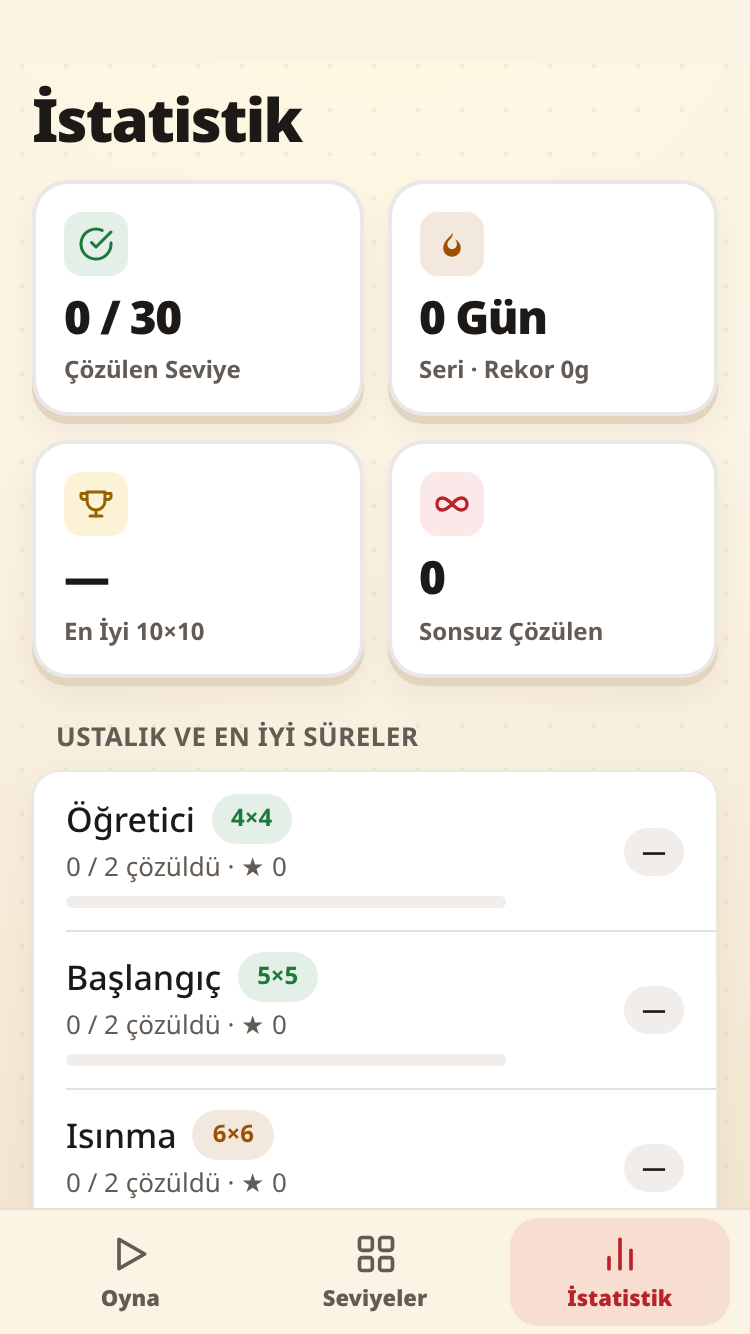 İstatistik
0 / 30
Çözülen Seviye
0 Gün
Seri · Rekor 0g
—
En İyi 10×10
0
Sonsuz Çözülen
USTALIK VE EN İYİ SÜRELER
Öğretici 4×4
0 / 2 çözüldü · ★ 0
—
Başlangıç 5×5
0 / 2 çözüldü · ★ 0
—
Isınma 6×6
0 / 2 çözüldü · ★ 0
—
Oyna
Seviyeler
İstatistik